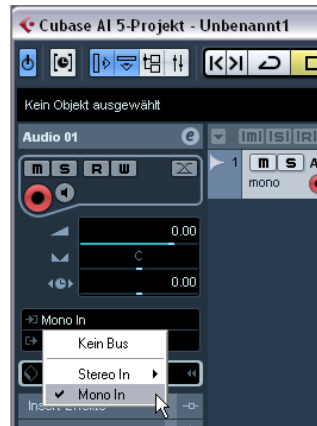 Cubase AI 5-Projekt - Unbenannt1
Kein Objekt ausgewählt
Audio 01 e
m S R W
0.00
C
0.00
Mono In
Kein Bus
Stereo In
Mono In
m S R
1 m S A
mono